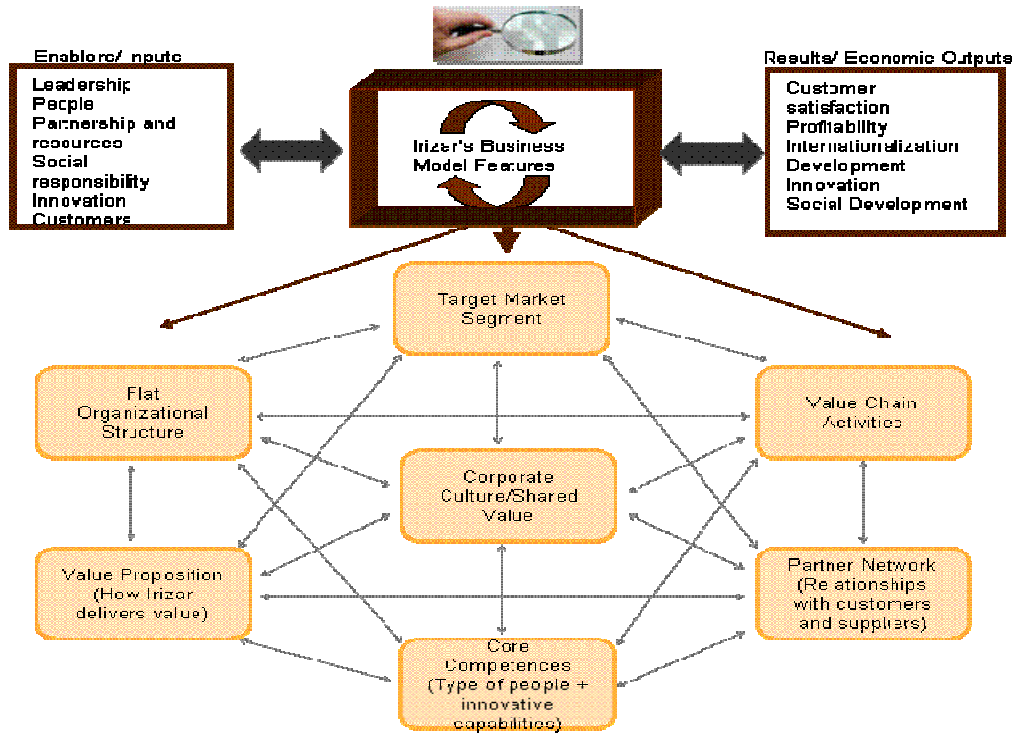 Enablers/ Inputs
Leadership
People
Partnership and
resources
Social
responsibility
Innovation
Customers
Irizar's Business
Model Features
Results/ Economic Outputs
Customer
satisfaction
Profitability
Internationalization
Development
Innovation
Social Development
Target Market
Segment
Flat
Organizational
Structure
Value Chain
Activities
Corporate
Culture/Shared
Value
Value Proposition
(How Irizar
delivers value)
Partner Network
(Relationships
with customers
and suppliers)
Core
Competences
(Type of people +
innovative
capabilities)